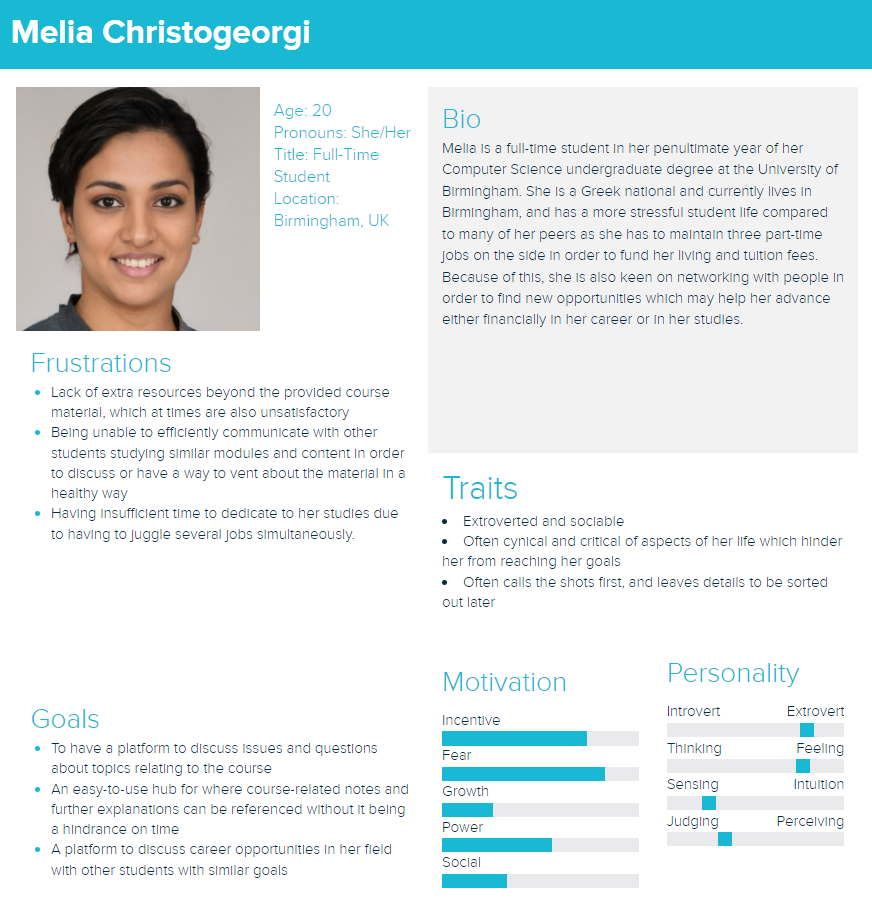 Melia Christogeorgi
Age: 20
Pronouns: She/Her
Title: Full-Time
Student
Location:
Birmingham, UK
Bio
Melia is a full-time student in her penultimate year of her
Computer Science undergraduate degree at the University of
Birmingham. She is a Greek national and currently lives in
Birmingham, and has a more stressful student life compared
to many of her peers as she has to maintain three part-time
jobs on the side in order to fund her living and tuition fees.
Because of this, she is also keen on networking with people in
order to find new opportunities which may help her advance
either financially in her career or in her studies.
Frustrations
• Lack of extra resources beyond the provided course
material, which at times are also unsatisfactory
• Being unable to efficiently communicate with other
students studying similar modules and content in order
to discuss or have a way to vent about the material in a
healthy way
• Having insufficient time to dedicate to her studies due
to having to juggle several jobs simultaneously.
Traits
• Extroverted and sociable
• Often cynical and critical of aspects of her life which hinder
her from reaching her goals
• Often calls the shots first, and leaves details to be sorted
out later
Goals
• To have a platform to discuss issues and questions
about topics relating to the course
• An easy-to-use hub for where course-related notes and
further explanations can be referenced without it being
a hindrance on time
• A platform to discuss career opportunities in her field
with other students with similar goals
Motivation
Incentive
Fear
Growth
Power
Social
Personality
Introvert Extrovert
Thinking Feeling
Sensing Intuition
Judging Perceiving